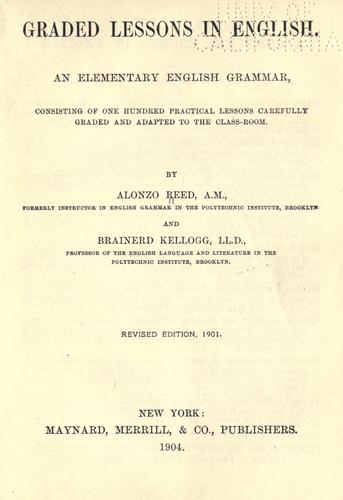 GRADED LESSONS IN ENGLISH.
AN ELEMENTARY ENGLISH GRAMMAR,
CONSISTING OF ONE HUNDRED PRACTICAL LESSONS CAREFULLY
GRADED AND ADAPTED TO THE CLASS-ROOM.
BY
ALONZO REED, A.M.,
FORMERLY INSTRUCTOR IN ENGLISH GRAMMAR IN THE POLYTECHNIC INSTITUTE, BROOKLYN
AND
BRAINERD KELLOGG, LL.D.,
PROFESSOR OF THE ENGLISH LANGUAGE AND LITERATURE IN THE
POLYTECHNIC INSTITUTE, BROOKLYN.
REVISED EDITION, 1901.
NEW YORK:
MAYNARD, MERRILL, & CO., PUBLISHERS.
1904.